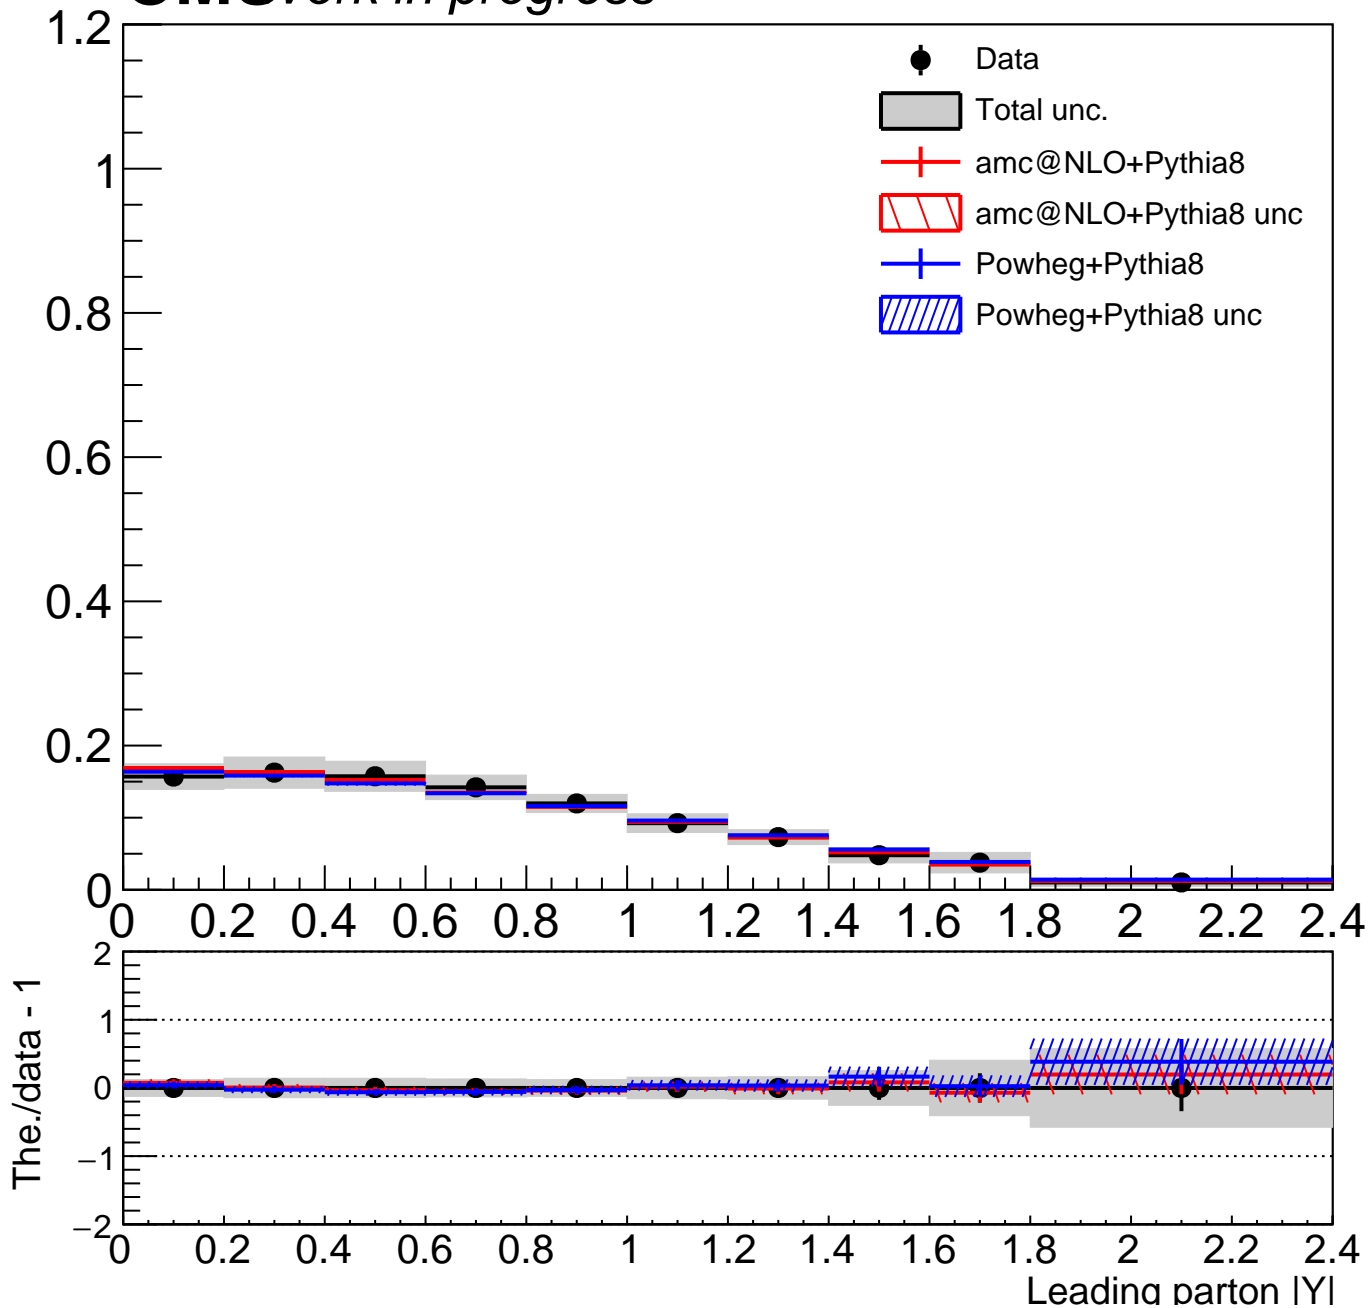 work in progress
1.2
1
0.8
0.6
0.4
0.2
0
Data
Total unc.
amc@NLO+Pythia8
amc@NLO+Pythia8 unc
Powheg+Pythia8
Powheg+Pythia8 unc
0 0.2 0.4 0.6 0.8 1 1.2 1.4 1.6 1.8 2 2.2 2.4
2
1
0
−1
−2
The./data - 1
0 0.2 0.4 0.6 0.8 1 1.2 1.4 1.6 1.8 2 2.2 2.4
Leading parton |Y|